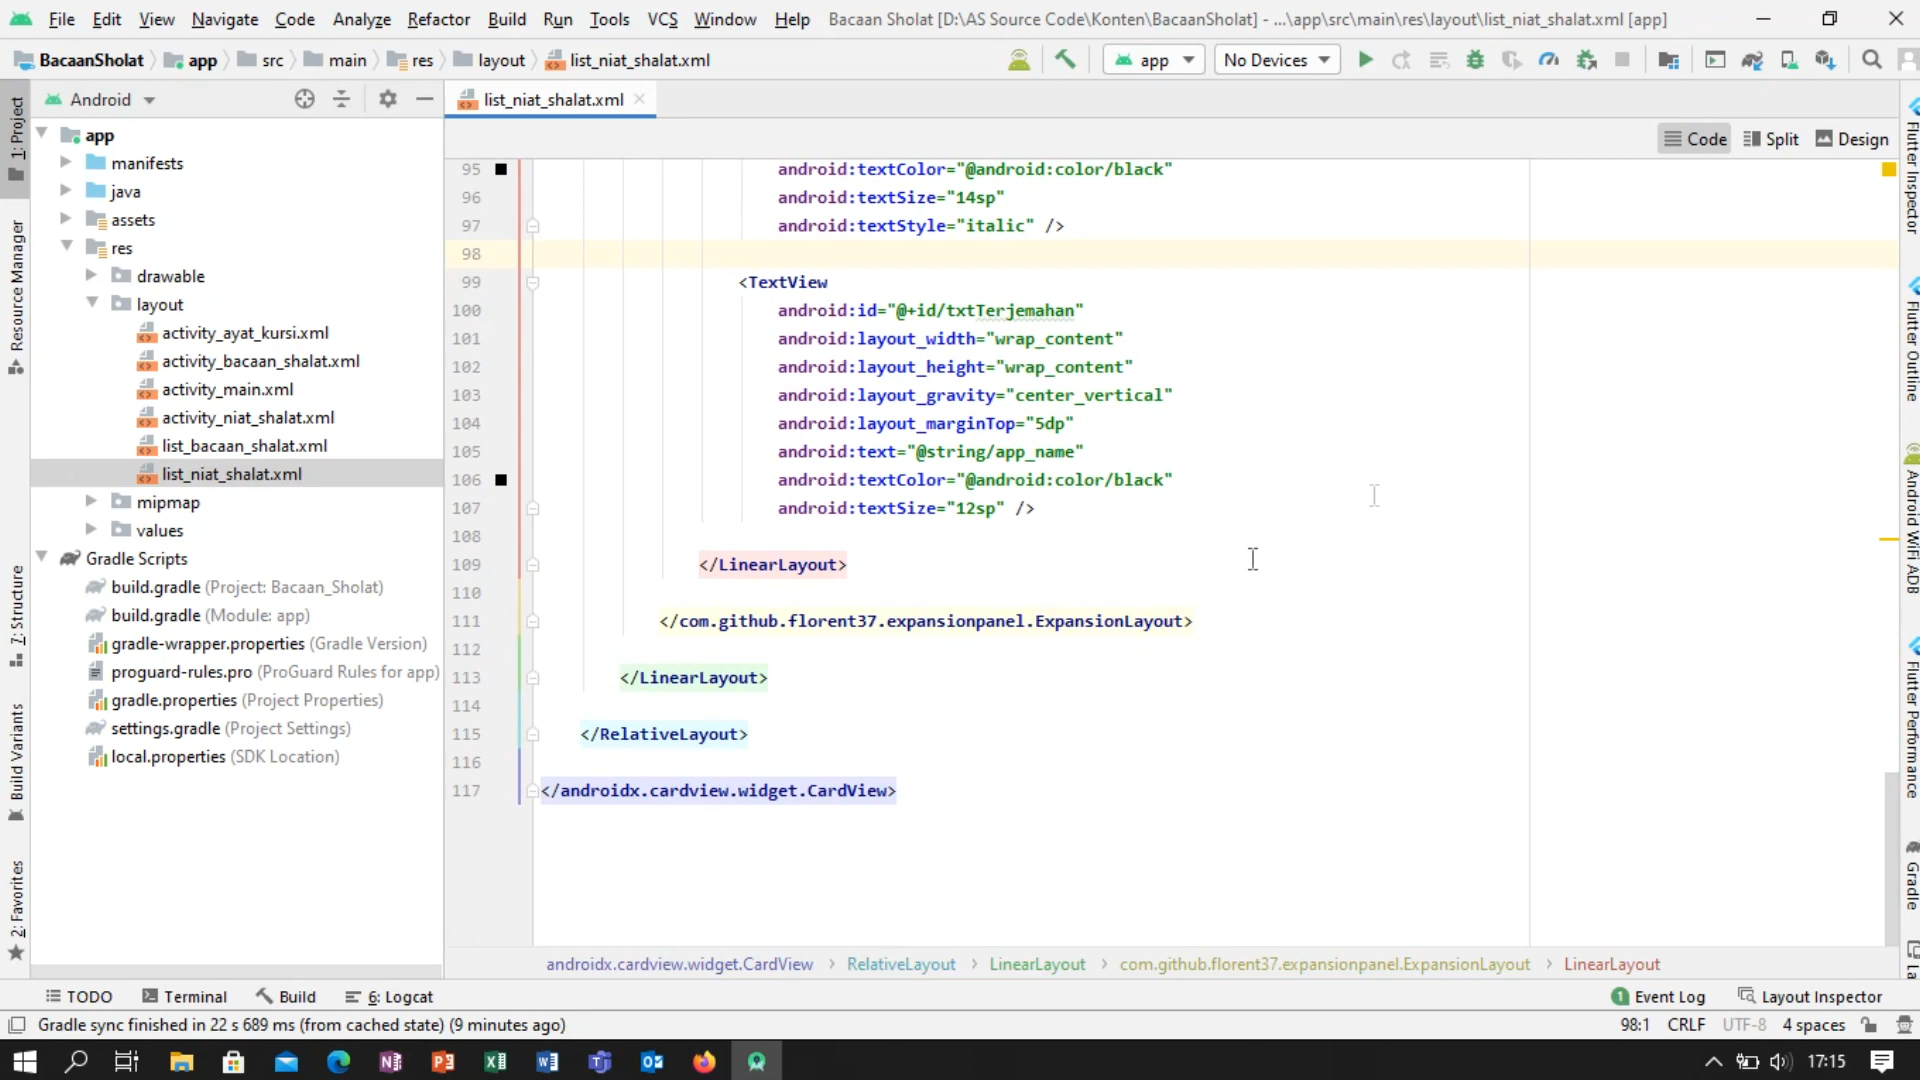 File Edit View Navigate Code Analyze Refactor Build Run Tools VCS Window Help Bacaan Sholat [D:\AS Source Code\Konten\BacaanSholat] - ...\app\src\main\res\layout\list_niat_shalat.xml [app]
BacaanSholat app src main res layout list_niat_shalat.xml app No Devices
Android list_niat_shalat.xml
Code Split Design
1: Project
Resource Manager
7: Structure
Build Variants
2: Favorites
app
manifests
java
assets
res
drawable
layout
activity_ayat_kursi.xml
activity_bacaan_shalat.xml
activity_main.xml
activity_niat_shalat.xml
list_bacaan_shalat.xml
list_niat_shalat.xml
mipmap
values
Gradle Scripts
build.gradle (Project: Bacaan_Sholat)
build.gradle (Module: app)
gradle-wrapper.properties (Gradle Version)
proguard-rules.pro (ProGuard Rules for app)
gradle.properties (Project Properties)
settings.gradle (Project Settings)
local.properties (SDK Location)
95 android:textColor="@android:color/black"
96 android:textSize="14sp"
97 android:textStyle="italic" />
98
99 <TextView
100 android:id="@+id/txtTerjemahan"
101 android:layout_width="wrap_content"
102 android:layout_height="wrap_content"
103 android:layout_gravity="center_vertical"
104 android:layout_marginTop="5dp"
105 android:text="@string/app_name"
106 android:textColor="@android:color/black"
107 android:textSize="12sp" />
108
109 </LinearLayout>
110
111 </com.github.florent37.expansionpanel.ExpansionLayout>
112
113 </LinearLayout>
114
115 </RelativeLayout>
116
117 </androidx.cardview.widget.CardView>
androidx.cardview.widget.CardView › RelativeLayout › LinearLayout › com.github.florent37.expansionpanel.ExpansionLayout › LinearLayout
Flutter Inspector
Flutter Outline
Android WiFi ADB
Flutter Performance
Gradle
TODO Terminal Build 6: Logcat 1 Event Log Layout Inspector
Gradle sync finished in 22 s 689 ms (from cached state) (9 minutes ago) 98:1 CRLF UTF-8 4 spaces
17:15